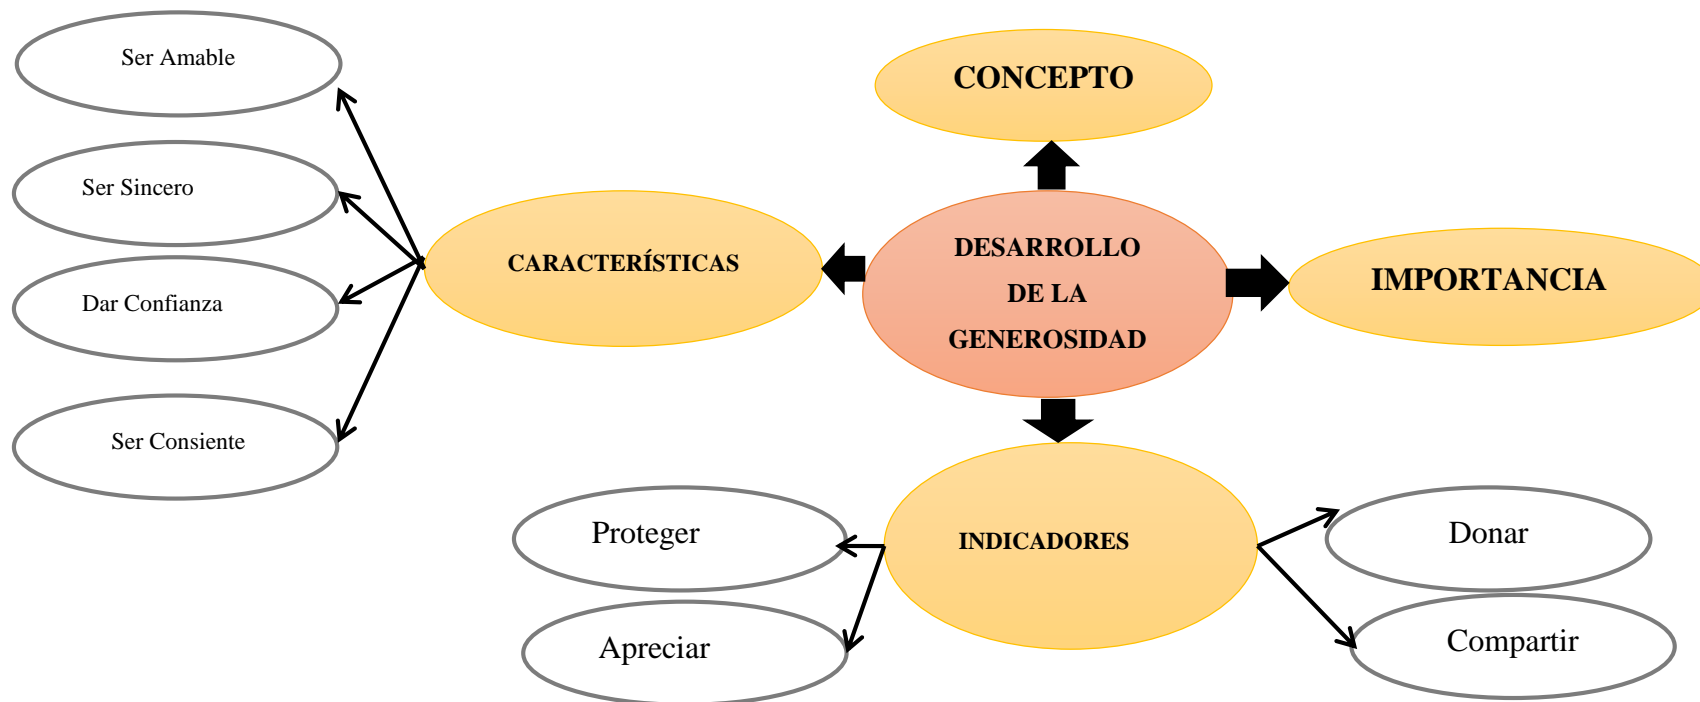 Ser Amable
CONCEPTO
Ser Sincero
CARACTERÍSTICAS
DESARROLLO
DE LA
GENEROSIDAD
IMPORTANCIA
Dar Confianza
Ser Consiente
Proteger
INDICADORES
Donar
Apreciar
Compartir